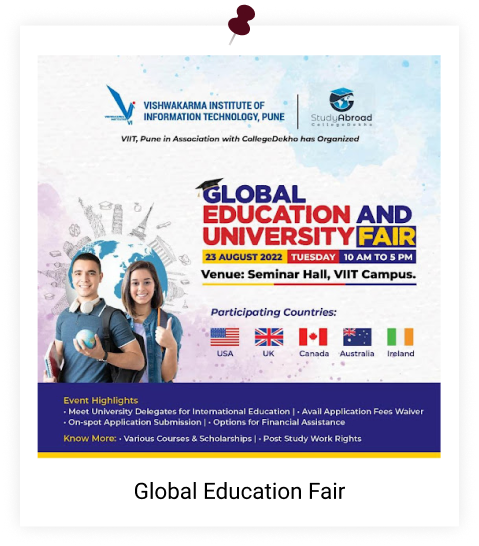 VISHWAKARMA INSTITUTE OF
INFORMATION TECHNOLOGY, PUNE
StudyAbroad
CollegeDekho
VIIT, Pune in Association with CollegeDekho has Organized
GLOBAL
EDUCATION AND
UNIVERSITY FAIR
23 AUGUST 2022 TUESDAY 10 AM TO 5 PM
Venue: Seminar Hall, VIIT Campus.
Participating Countries:
USA UK Canada Australia Ireland
Event Highlights
• Meet University Delegates for International Education | • Avail Application Fees Waiver
• On-spot Application Submission | • Options for Financial Assistance
Know More: • Various Courses & Scholarships | • Post Study Work Rights
Global Education Fair